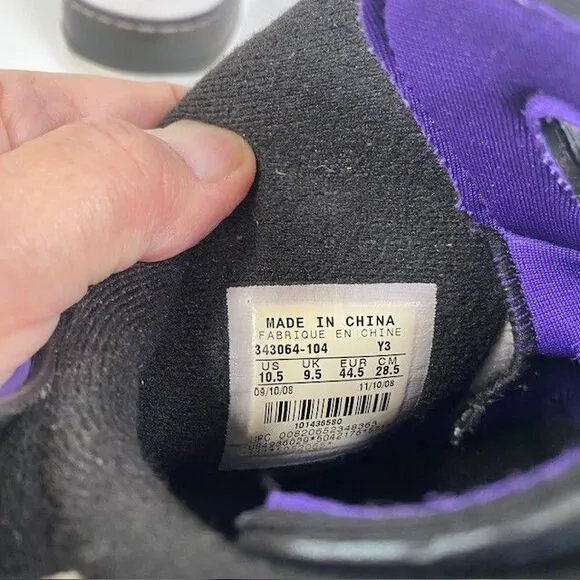 MADE IN CHINA
FABRIQUE EN CHINE
343064-104 Y3
US UK EUR CM
10.5 9.5 44.5 28.5
09/10/08 11/10/08
101436580
UPC